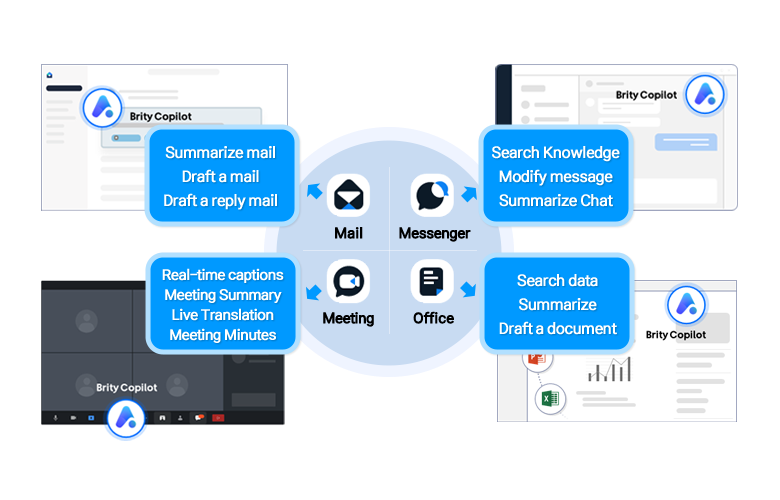 Brity Copilot
Summarize mail
Draft a mail
Draft a reply mail
Brity Copilot
Search Knowledge
Modify message
Summarize Chat
Mail
Messenger
Meeting
Office
Real-time captions
Meeting Summary
Live Translation
Meeting Minutes
Brity Copilot
Search data
Summarize
Draft a document
Brity Copilot